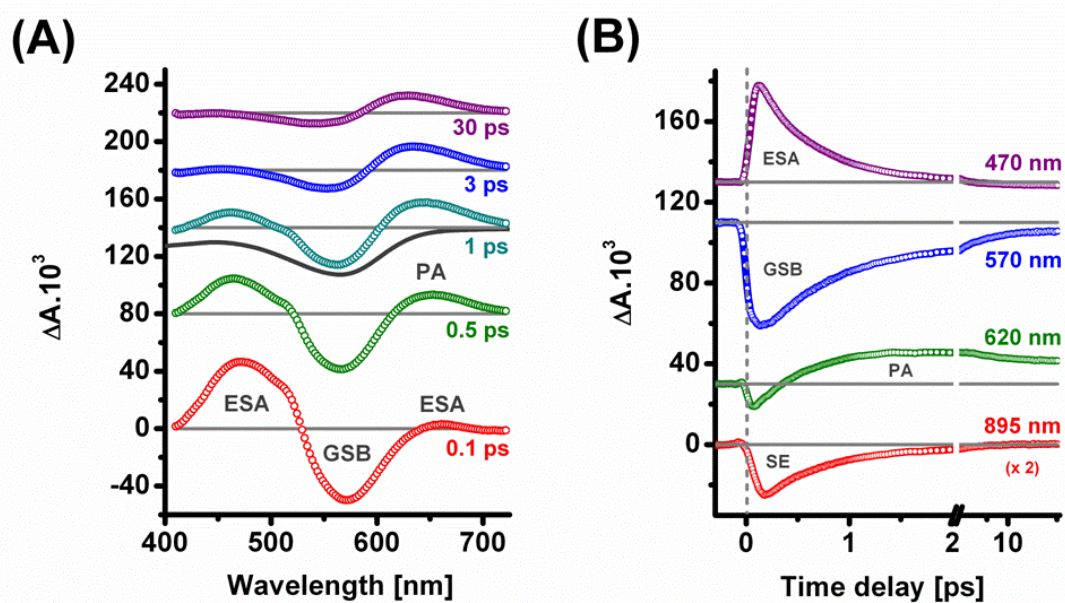 (A)
240
200
160
120
80
40
0
-40
ΔA.10³
400
500
600
700
Wavelength [nm]
30 ps
3 ps
1 ps
PA
0.5 ps
ESA
GSB
ESA
0.1 ps
(B)
160
120
80
40
0
ΔA.10³
0
1
2
10
Time delay [ps]
ESA
470 nm
GSB
570 nm
620 nm
PA
895 nm
SE
(x 2)